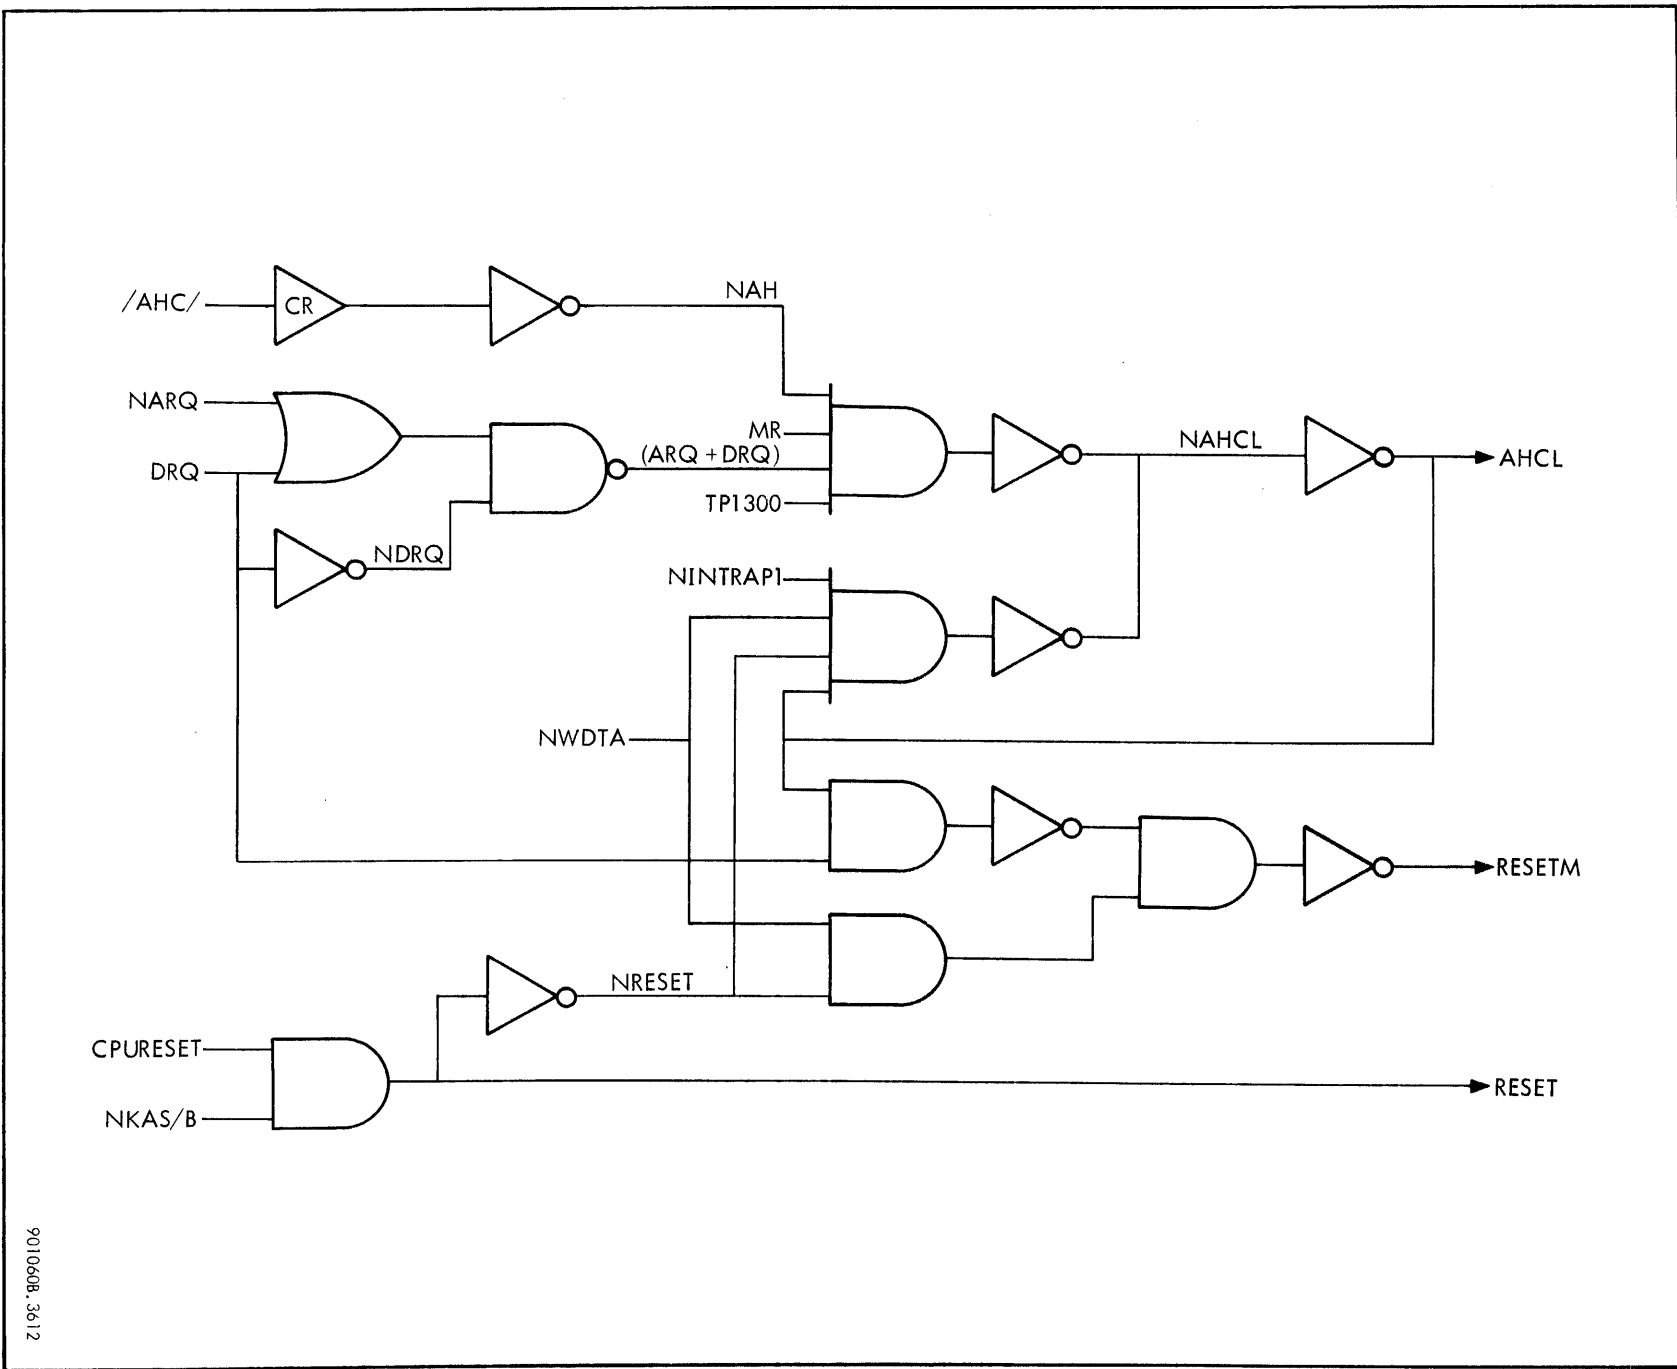 /AHC/
CR
NAH
NARQ
DRQ
NDRQ
MR
(ARQ + DRQ)
TP1300
NAHCL
AHCL
NINTRAP1
NWDTA
RESETM
NRESET
CPURESET
NKAS/B
RESET
901060B.3612